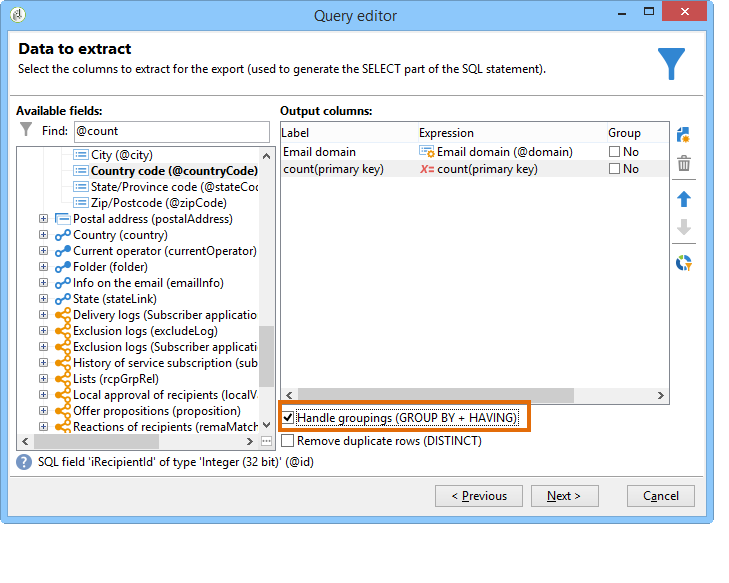 Query editor
Data to extract
Select the columns to extract for the export (used to generate the SELECT part of the SQL statement).
Available fields:
Find: @count
City (@city)
Country code (@countryCode)
State/Province code (@stateCod
Zip/Postcode (@zipCode)
Postal address (postalAddress)
Country (country)
Current operator (currentOperator)
Folder (folder)
Info on the email (emailInfo)
State (stateLink)
Delivery logs (Subscriber applicatio
Exclusion logs (excludeLog)
Exclusion logs (Subscriber applicati
History of service subscription (sub
Lists (rcpGrpRel)
Local approval of recipients (localVa
Offer propositions (proposition)
Reactions of recipients (remaMatch
Output columns:
Label Expression Group
Email domain Email domain (@domain) No
count(primary key) X= count(primary key) No
Handle groupings (GROUP BY + HAVING)
Remove duplicate rows (DISTINCT)
? SQL field 'iRecipientId' of type 'Integer (32 bit)' (@id)
< Previous Next > Cancel